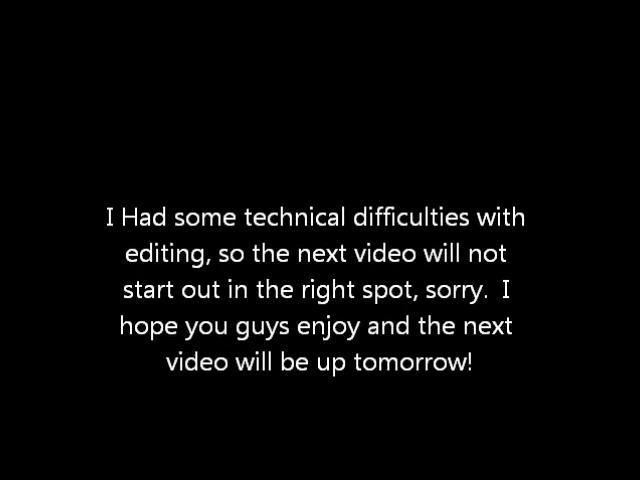 I Had some technical difficulties with
editing, so the next video will not
start out in the right spot, sorry.  I
hope you guys enjoy and the next
video will be up tomorrow!